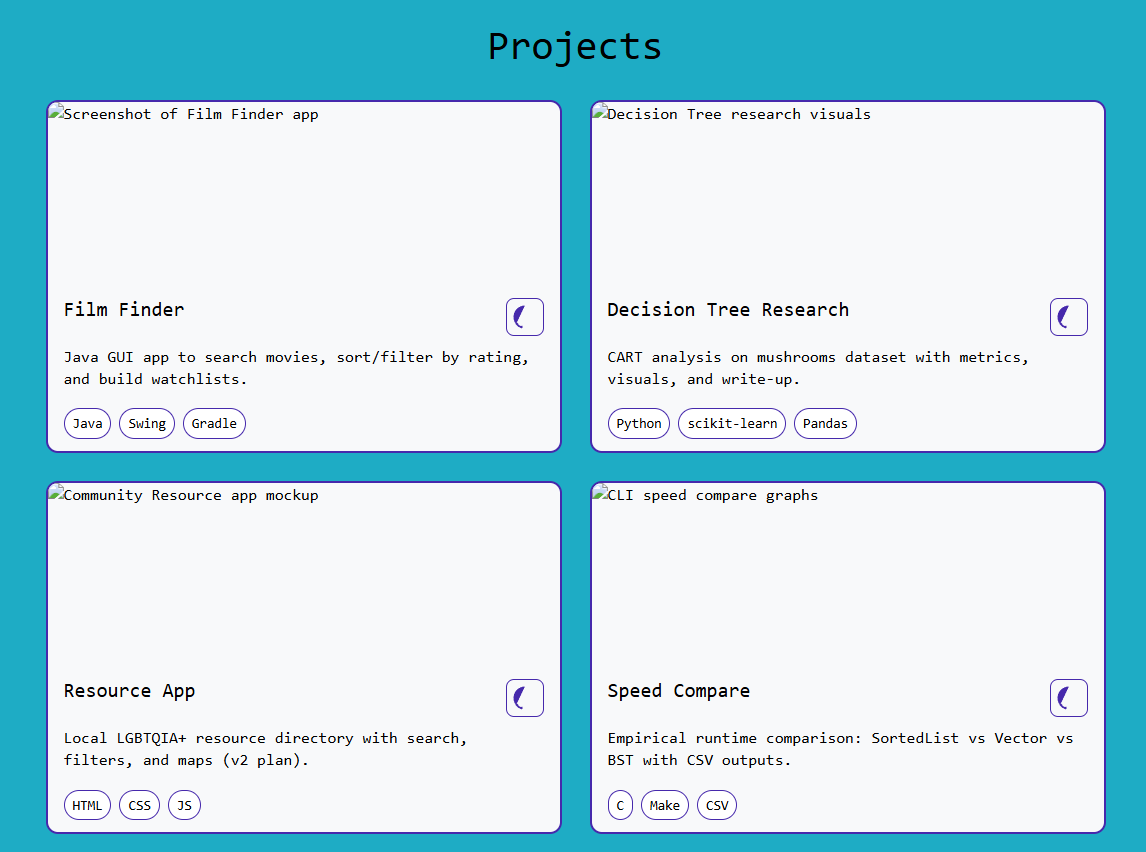 Projects
Screenshot of Film Finder app
Film Finder
Java GUI app to search movies, sort/filter by rating,
and build watchlists.
Java Swing Gradle
Decision Tree research visuals
Decision Tree Research
CART analysis on mushrooms dataset with metrics,
visuals, and write-up.
Python scikit-learn Pandas
Community Resource app mockup
Resource App
Local LGBTQIA+ resource directory with search,
filters, and maps (v2 plan).
HTML CSS JS
CLI speed compare graphs
Speed Compare
Empirical runtime comparison: SortedList vs Vector vs
BST with CSV outputs.
C Make CSV